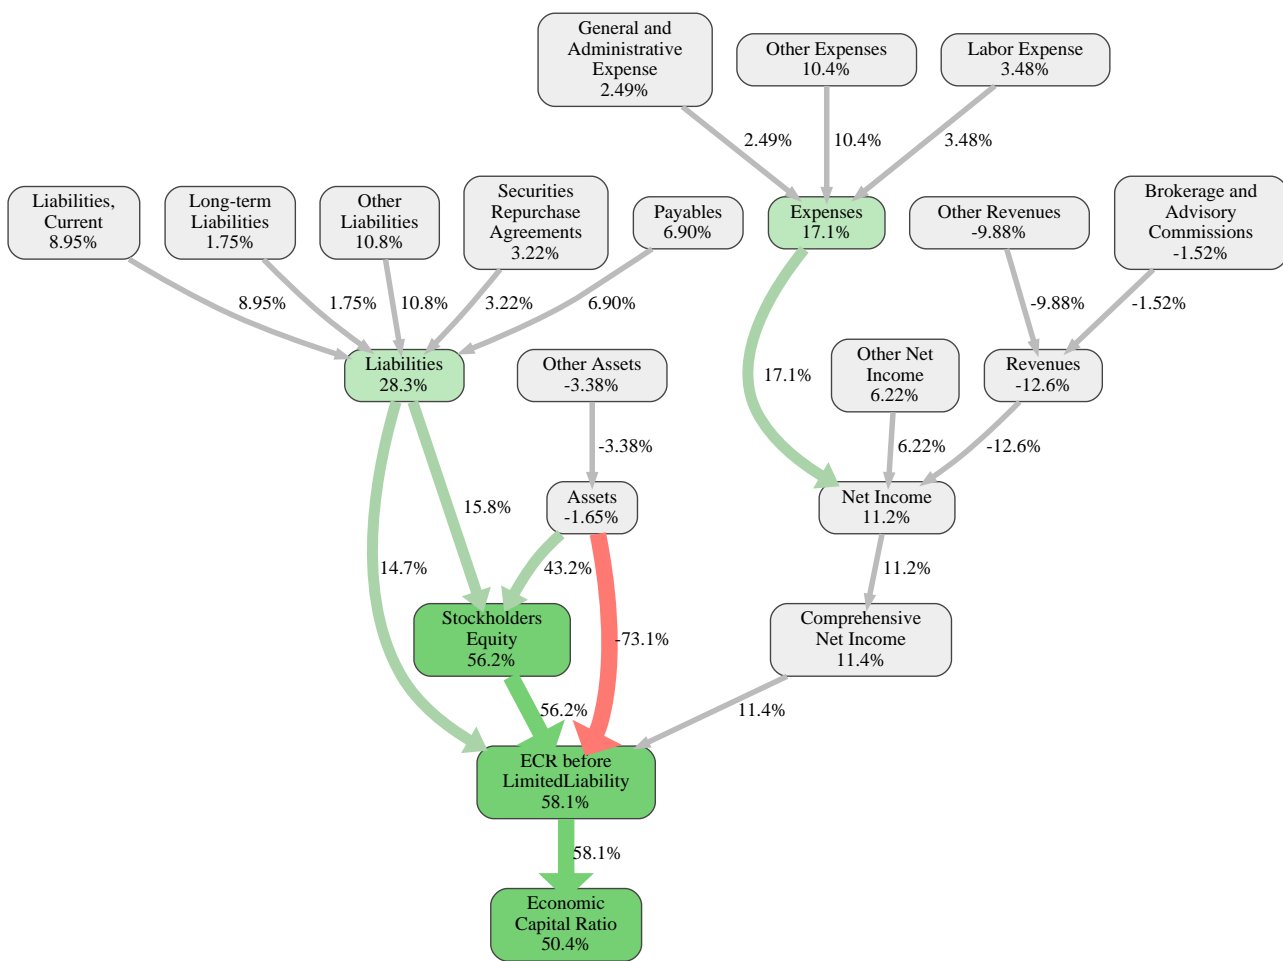 General and
Administrative
Expense
2.49%
Other Expenses
10.4%
Labor Expense
3.48%
2.49%
10.4%
3.48%
Liabilities,
Current
8.95%
Long-term
Liabilities
1.75%
Other
Liabilities
10.8%
Securities
Repurchase
Agreements
3.22%
Payables
6.90%
Expenses
17.1%
Other Revenues
-9.88%
Brokerage and
Advisory
Commissions
-1.52%
8.95%
1.75%
10.8%
3.22%
6.90%
-9.88%
-1.52%
Liabilities
28.3%
Other Assets
-3.38%
17.1%
Other Net
Income
6.22%
Revenues
-12.6%
-3.38%
6.22%
-12.6%
15.8%
Assets
-1.65%
Net Income
11.2%
14.7%
43.2%
11.2%
Stockholders
Equity
56.2%
-73.1%
Comprehensive
Net Income
11.4%
56.2%
11.4%
ECR before
LimitedLiability
58.1%
58.1%
Economic
Capital Ratio
50.4%